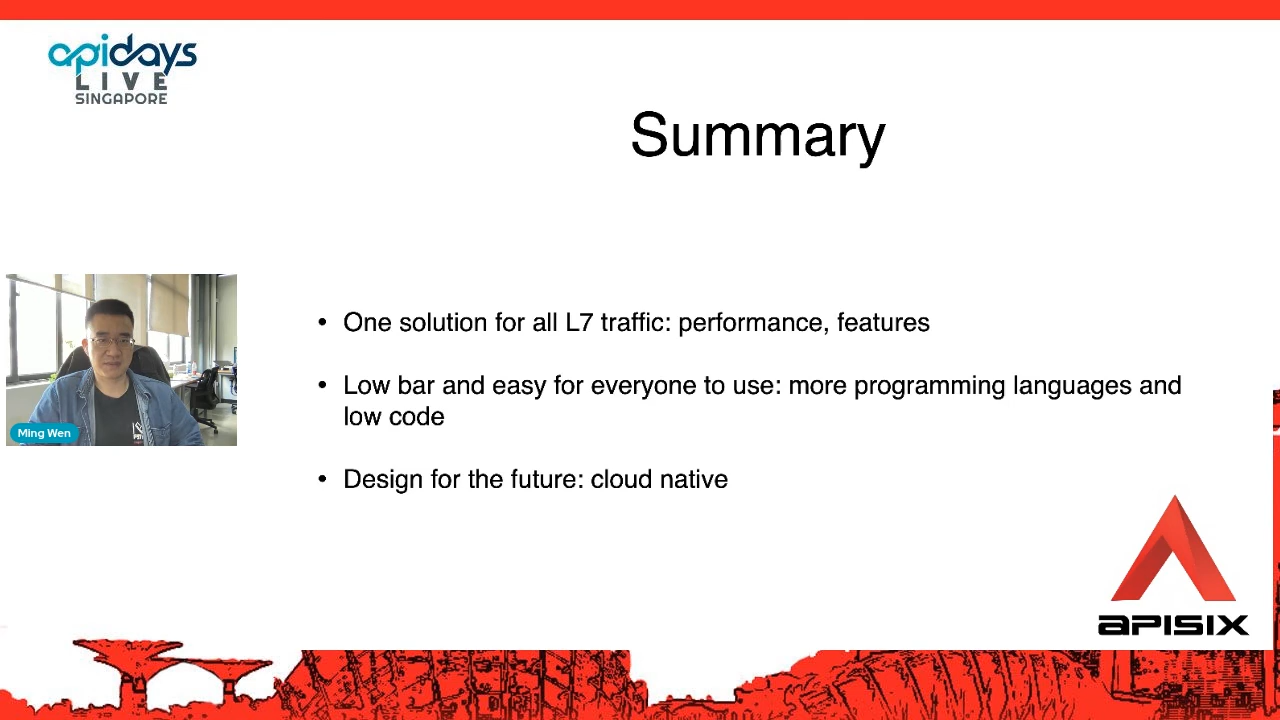 apidays
LIVE
SINGAPORE
Summary
Ming Wen
• One solution for all L7 traffic: performance, features
• Low bar and easy for everyone to use: more programming languages and
low code
• Design for the future: cloud native
APISIX